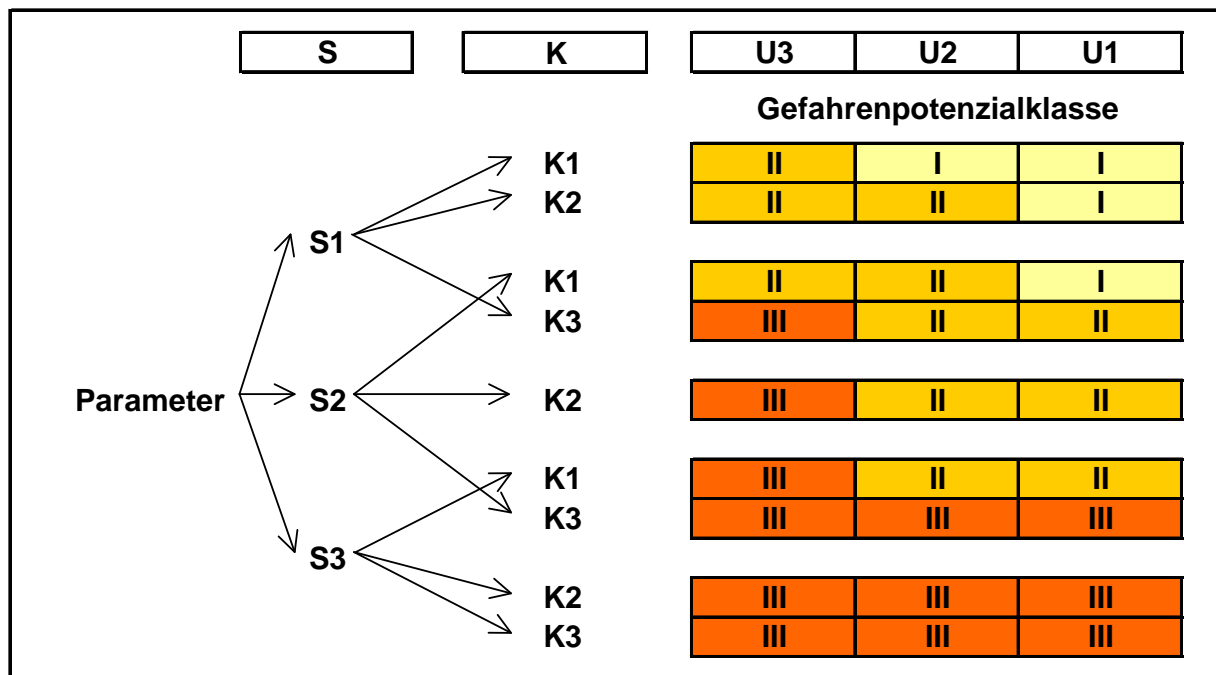 S K U3 U2 U1
Gefahrenpotenzialklasse
K1 II I I
K2 II II I
S1
K1 II II I
K3 III II II
Parameter S2 K2 III II II
K1 III II II
K3 III III III
S3
K2 III III III
K3 III III III